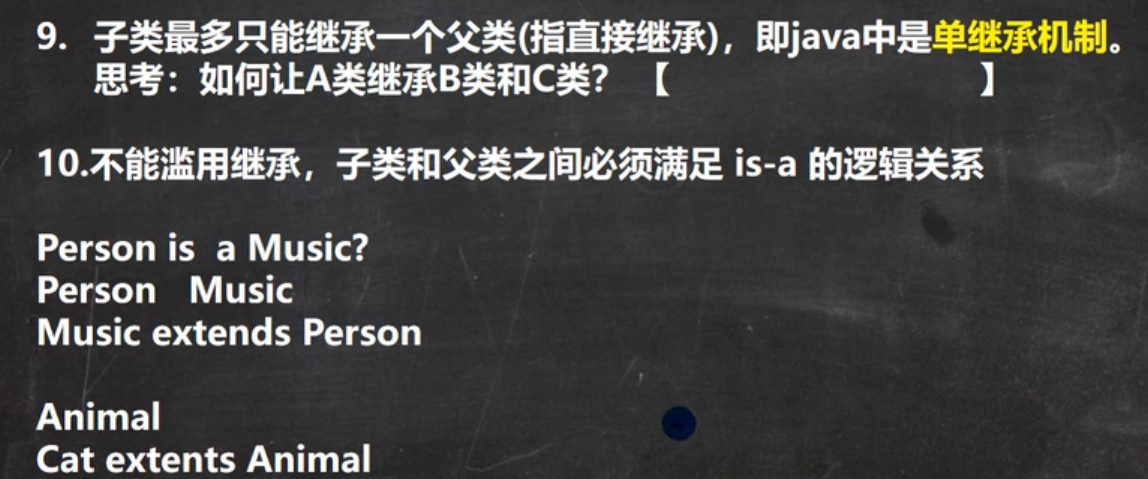 9. 子类最多只能继承一个父类(指直接继承)，即java中是单继承机制。
思考：如何让A类继承B类和C类？ 【 】
10.不能滥用继承，子类和父类之间必须满足 is-a 的逻辑关系
Person is a Music?
Person Music
Music extends Person
Animal
Cat extents Animal